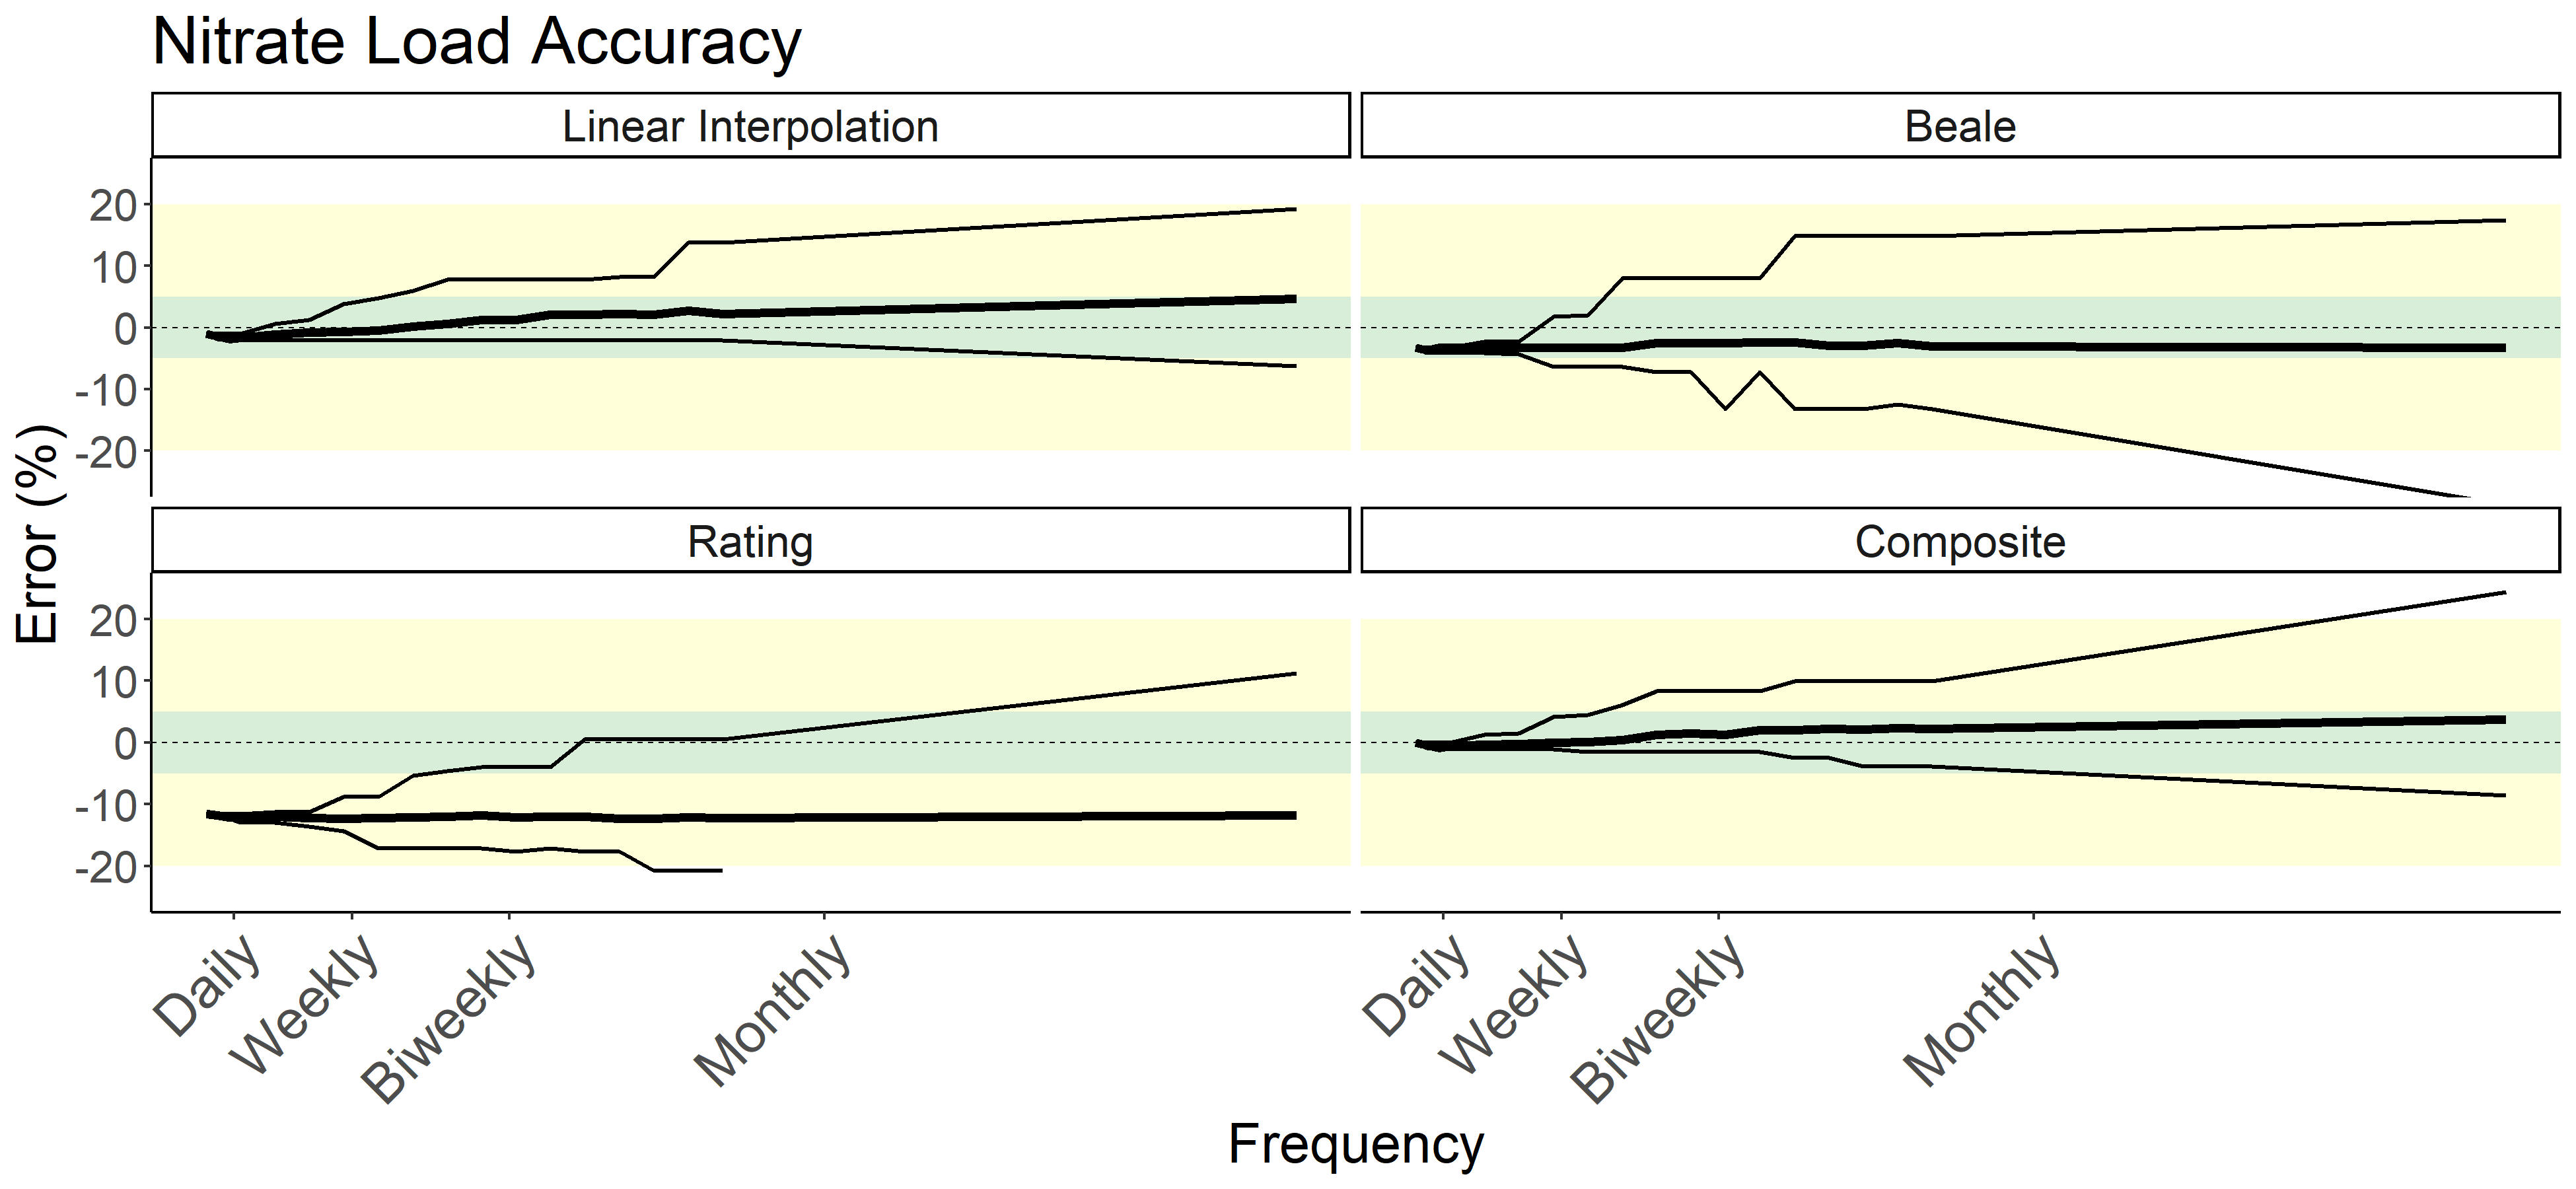 Nitrate Load Accuracy
Linear Interpolation
Beale
20
10
0
-10
-20
Error (%)
Rating
Composite
20
10
0
-10
-20
Daily
Weekly
Biweekly
Monthly
Daily
Weekly
Biweekly
Monthly
Frequency